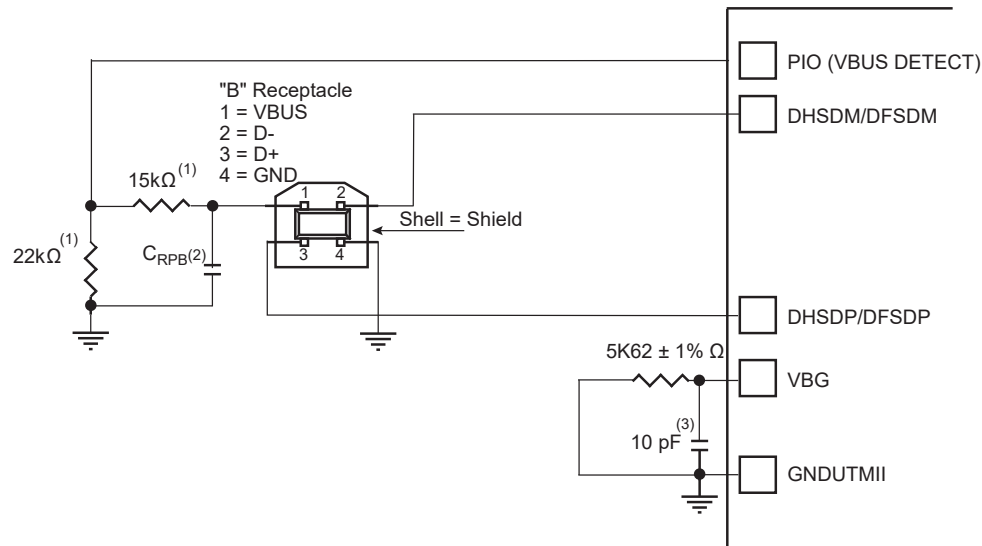 PIO (VBUS DETECT)
"B" Receptacle
1 = VBUS
2 = D-
3 = D+
4 = GND
DHSDM/DFSDM
15kΩ(1)
1
2
Shell = Shield
22kΩ(1)
CRPB(2)
3
4
DHSDP/DFSDP
5K62 ± 1% Ω
VBG
10 pF(3)
GNDUTMII